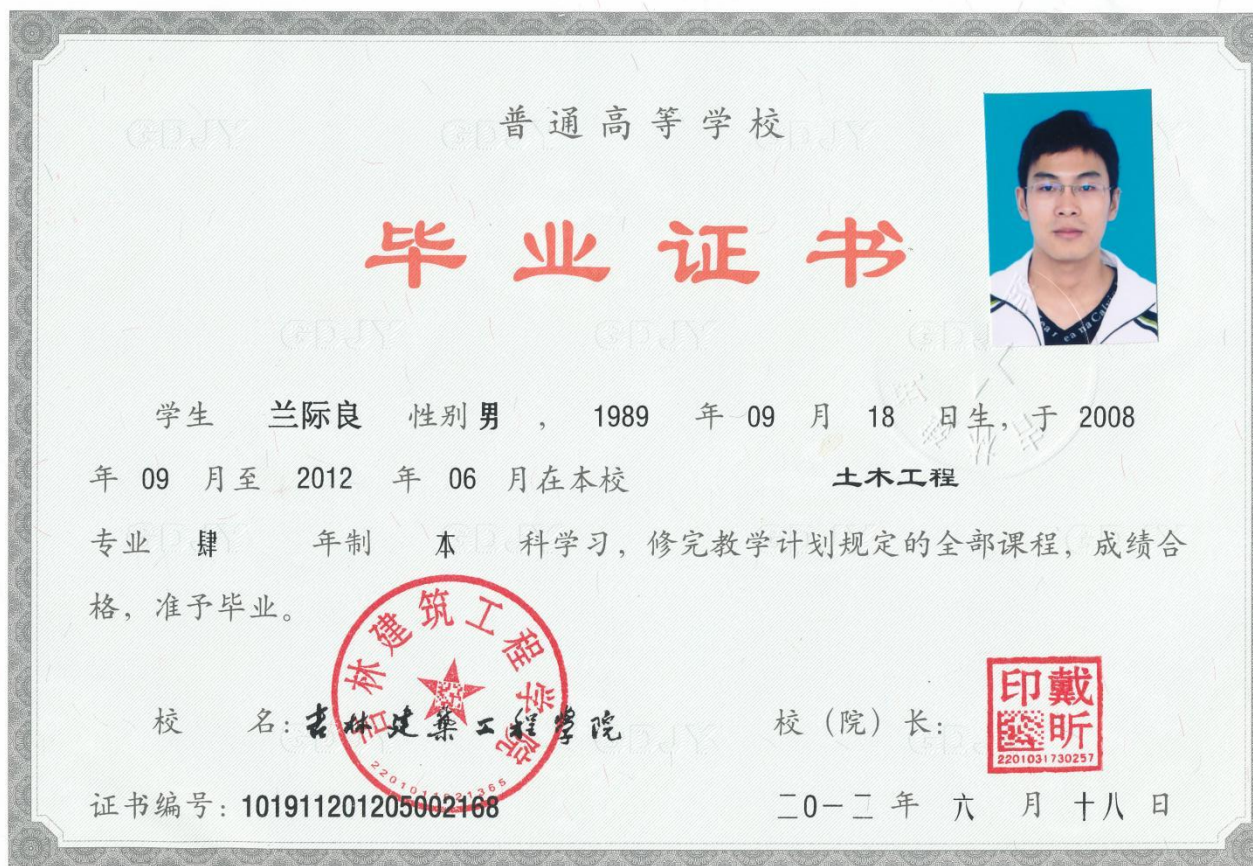 普通高等学校
毕业证书
学生 兰际良 性别 男 , 1989 年 09 月 18 日生, 于 2008
年 09 月至 2012 年 06 月在本校 土木工程
专业 肆 年制 本 科学习, 修完教学计划规定的全部课程, 成绩合
格, 准予毕业。
吉林建筑工程学院
校 名: 吉林建築工程學院 校 (院) 长:
戴昕印
2201031730257
证书编号: 101911201205002168 二0一二 年 六 月 十八 日